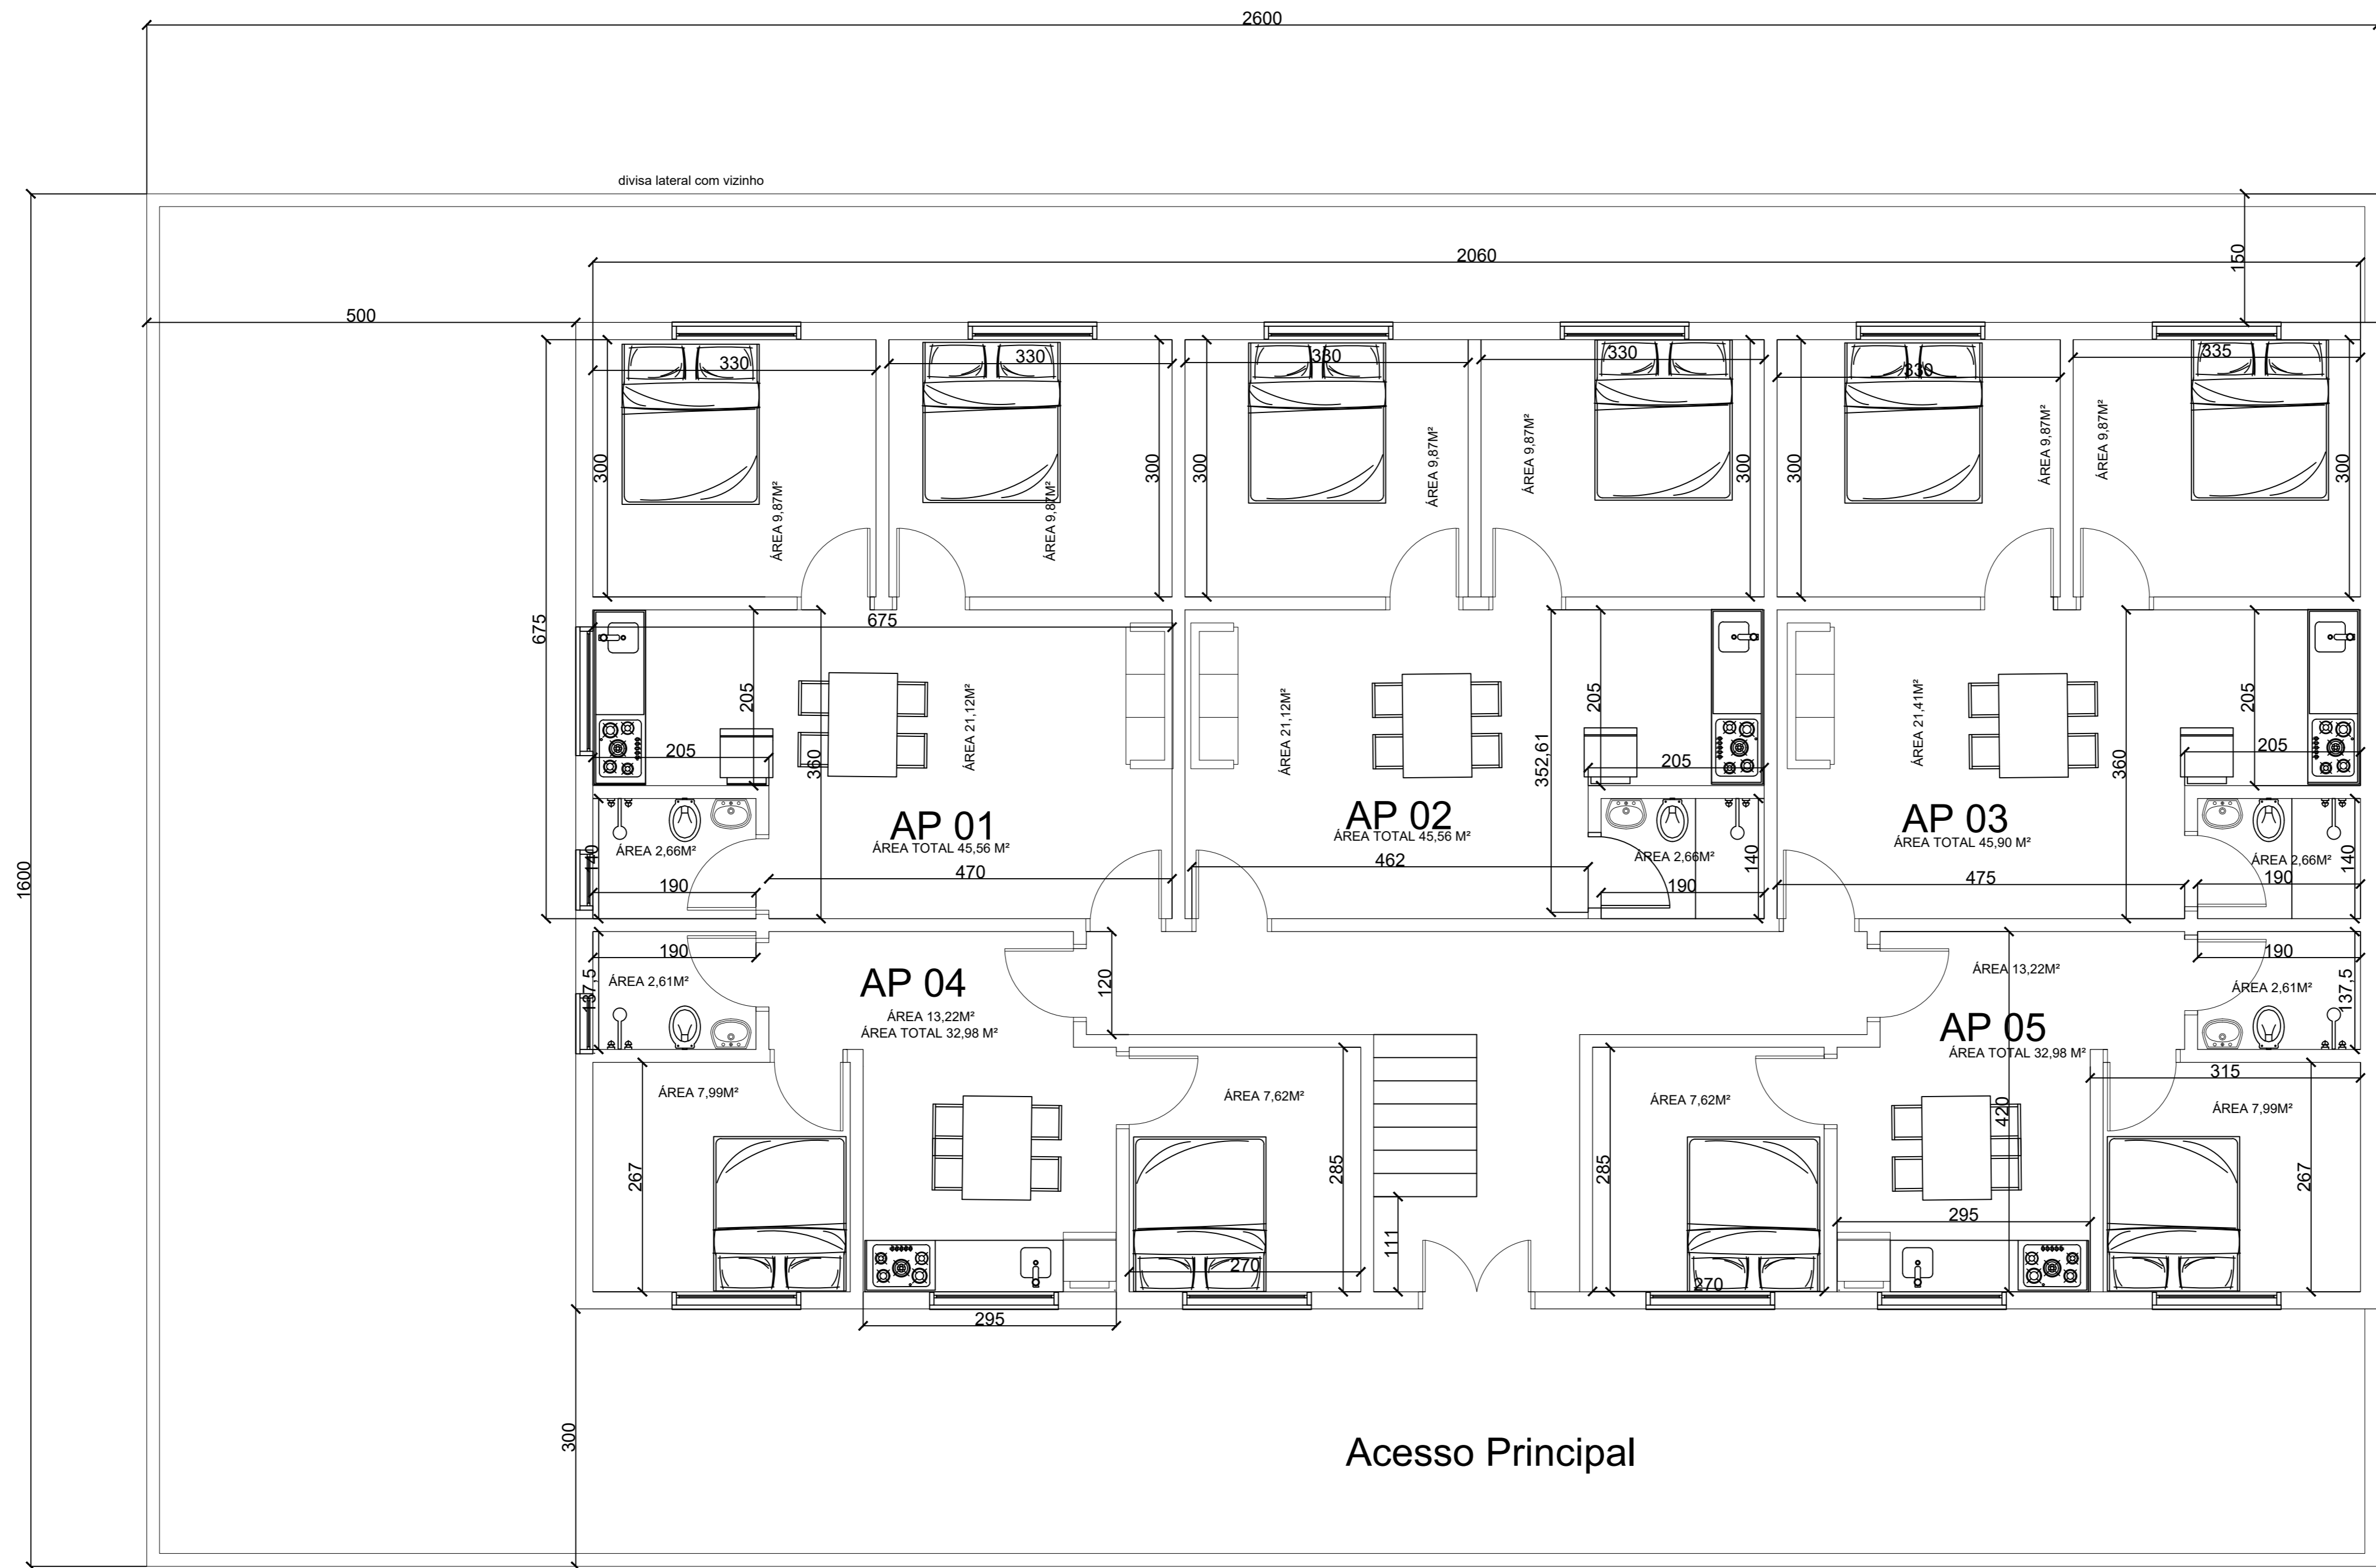 2600
divisa lateral com vizinho
2060
150
500
330
330
330
330
330
335
300
300
300
300
300
300
ÁREA 9,87M²
ÁREA 9,87M²
ÁREA 9,87M²
ÁREA 9,87M²
ÁREA 9,87M²
ÁREA 9,87M²
675
675
205
205
360
ÁREA 21,12M²
AP 01
ÁREA TOTAL 45,56 M²
470
ÁREA 2,66M²
140
190
ÁREA 21,12M²
AP 02
ÁREA TOTAL 45,56 M²
462
352,61
205
205
ÁREA 2,66M²
140
190
ÁREA 21,41M²
AP 03
ÁREA TOTAL 45,90 M²
475
360
205
205
ÁREA 2,66M²
140
190
1600
190
137,5
ÁREA 2,61M²
AP 04
ÁREA 13,22M²
ÁREA TOTAL 32,98 M²
120
ÁREA 7,99M²
267
ÁREA 7,62M²
285
270
295
111
ÁREA 13,22M²
AP 05
ÁREA TOTAL 32,98 M²
190
137,5
ÁREA 2,61M²
315
ÁREA 7,62M²
285
270
420
295
ÁREA 7,99M²
267
300
Acesso Principal